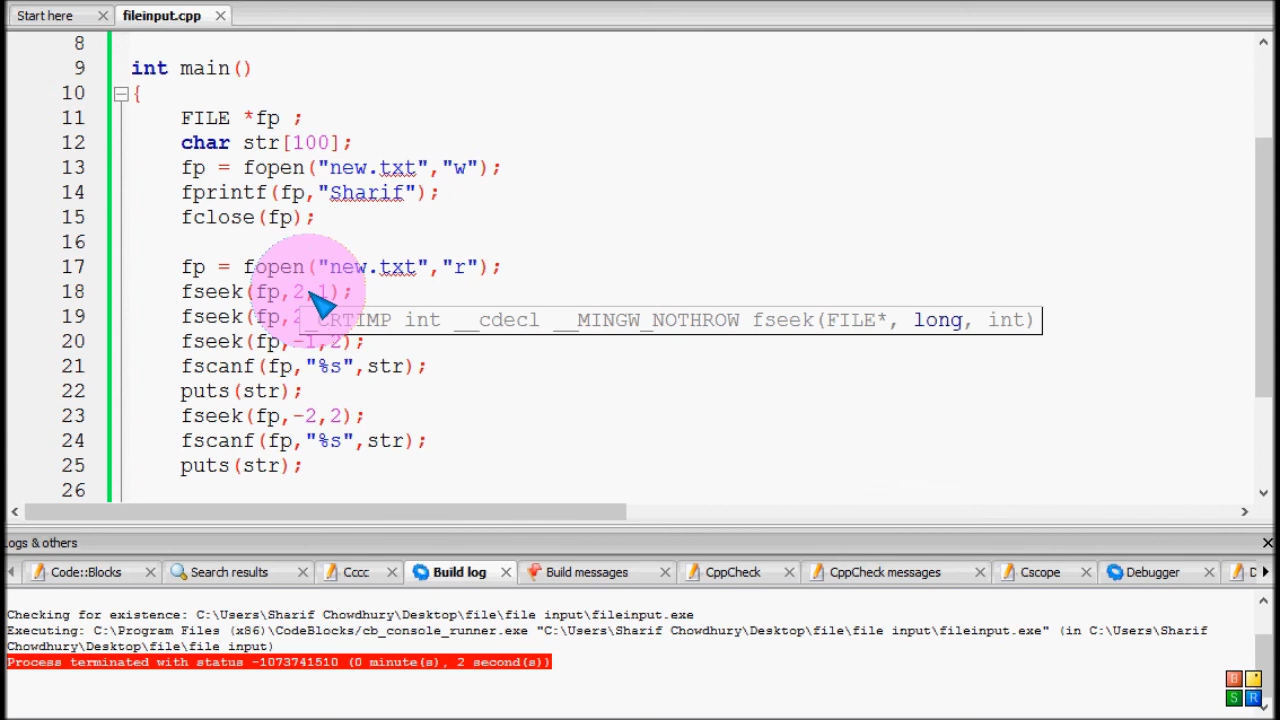 Start here
fileinput.cpp
8
9 int main()
10 {
11 FILE *fp ;
12 char str[100];
13 fp = fopen("new.txt","w");
14 fprintf(fp,"Sharif");
15 fclose(fp);
16
17 fp = fopen("new.txt","r");
18 fseek(fp,2,1);
19 fseek(fp,2
_CRTIMP int __cdecl __MINGW_NOTHROW fseek(FILE*, long, int)
20 fseek(fp,-1,2);
21 fscanf(fp,"%s",str);
22 puts(str);
23 fseek(fp,-2,2);
24 fscanf(fp,"%s",str);
25 puts(str);
26
ogs & others
Code::Blocks
Search results
Cccc
Build log
Build messages
CppCheck
CppCheck messages
Cscope
Debugger
Checking for existence: C:\Users\Sharif Chowdhury\Desktop\file\file input\fileinput.exe
Executing: C:\Program Files (x86)\CodeBlocks/cb_console_runner.exe "C:\Users\Sharif Chowdhury\Desktop\file\file input\fileinput.exe" (in C:\Users\Sharif
Chowdhury\Desktop\file\file input)
Process terminated with status -1073741510 (0 minute(s), 2 second(s))
S R